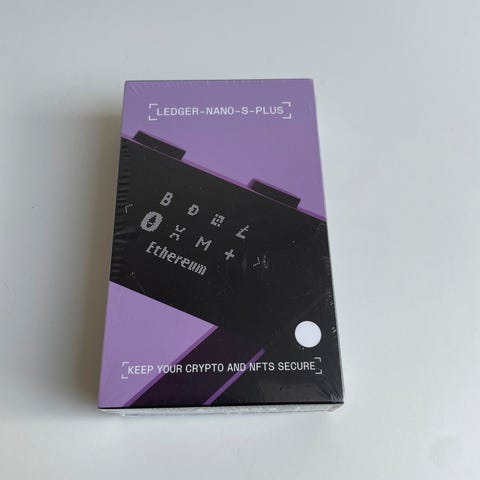 LEDGER-NANO-S-PLUS
B
M +
Ethereum
KEEP YOUR CRYPTO AND NFTS SECURE